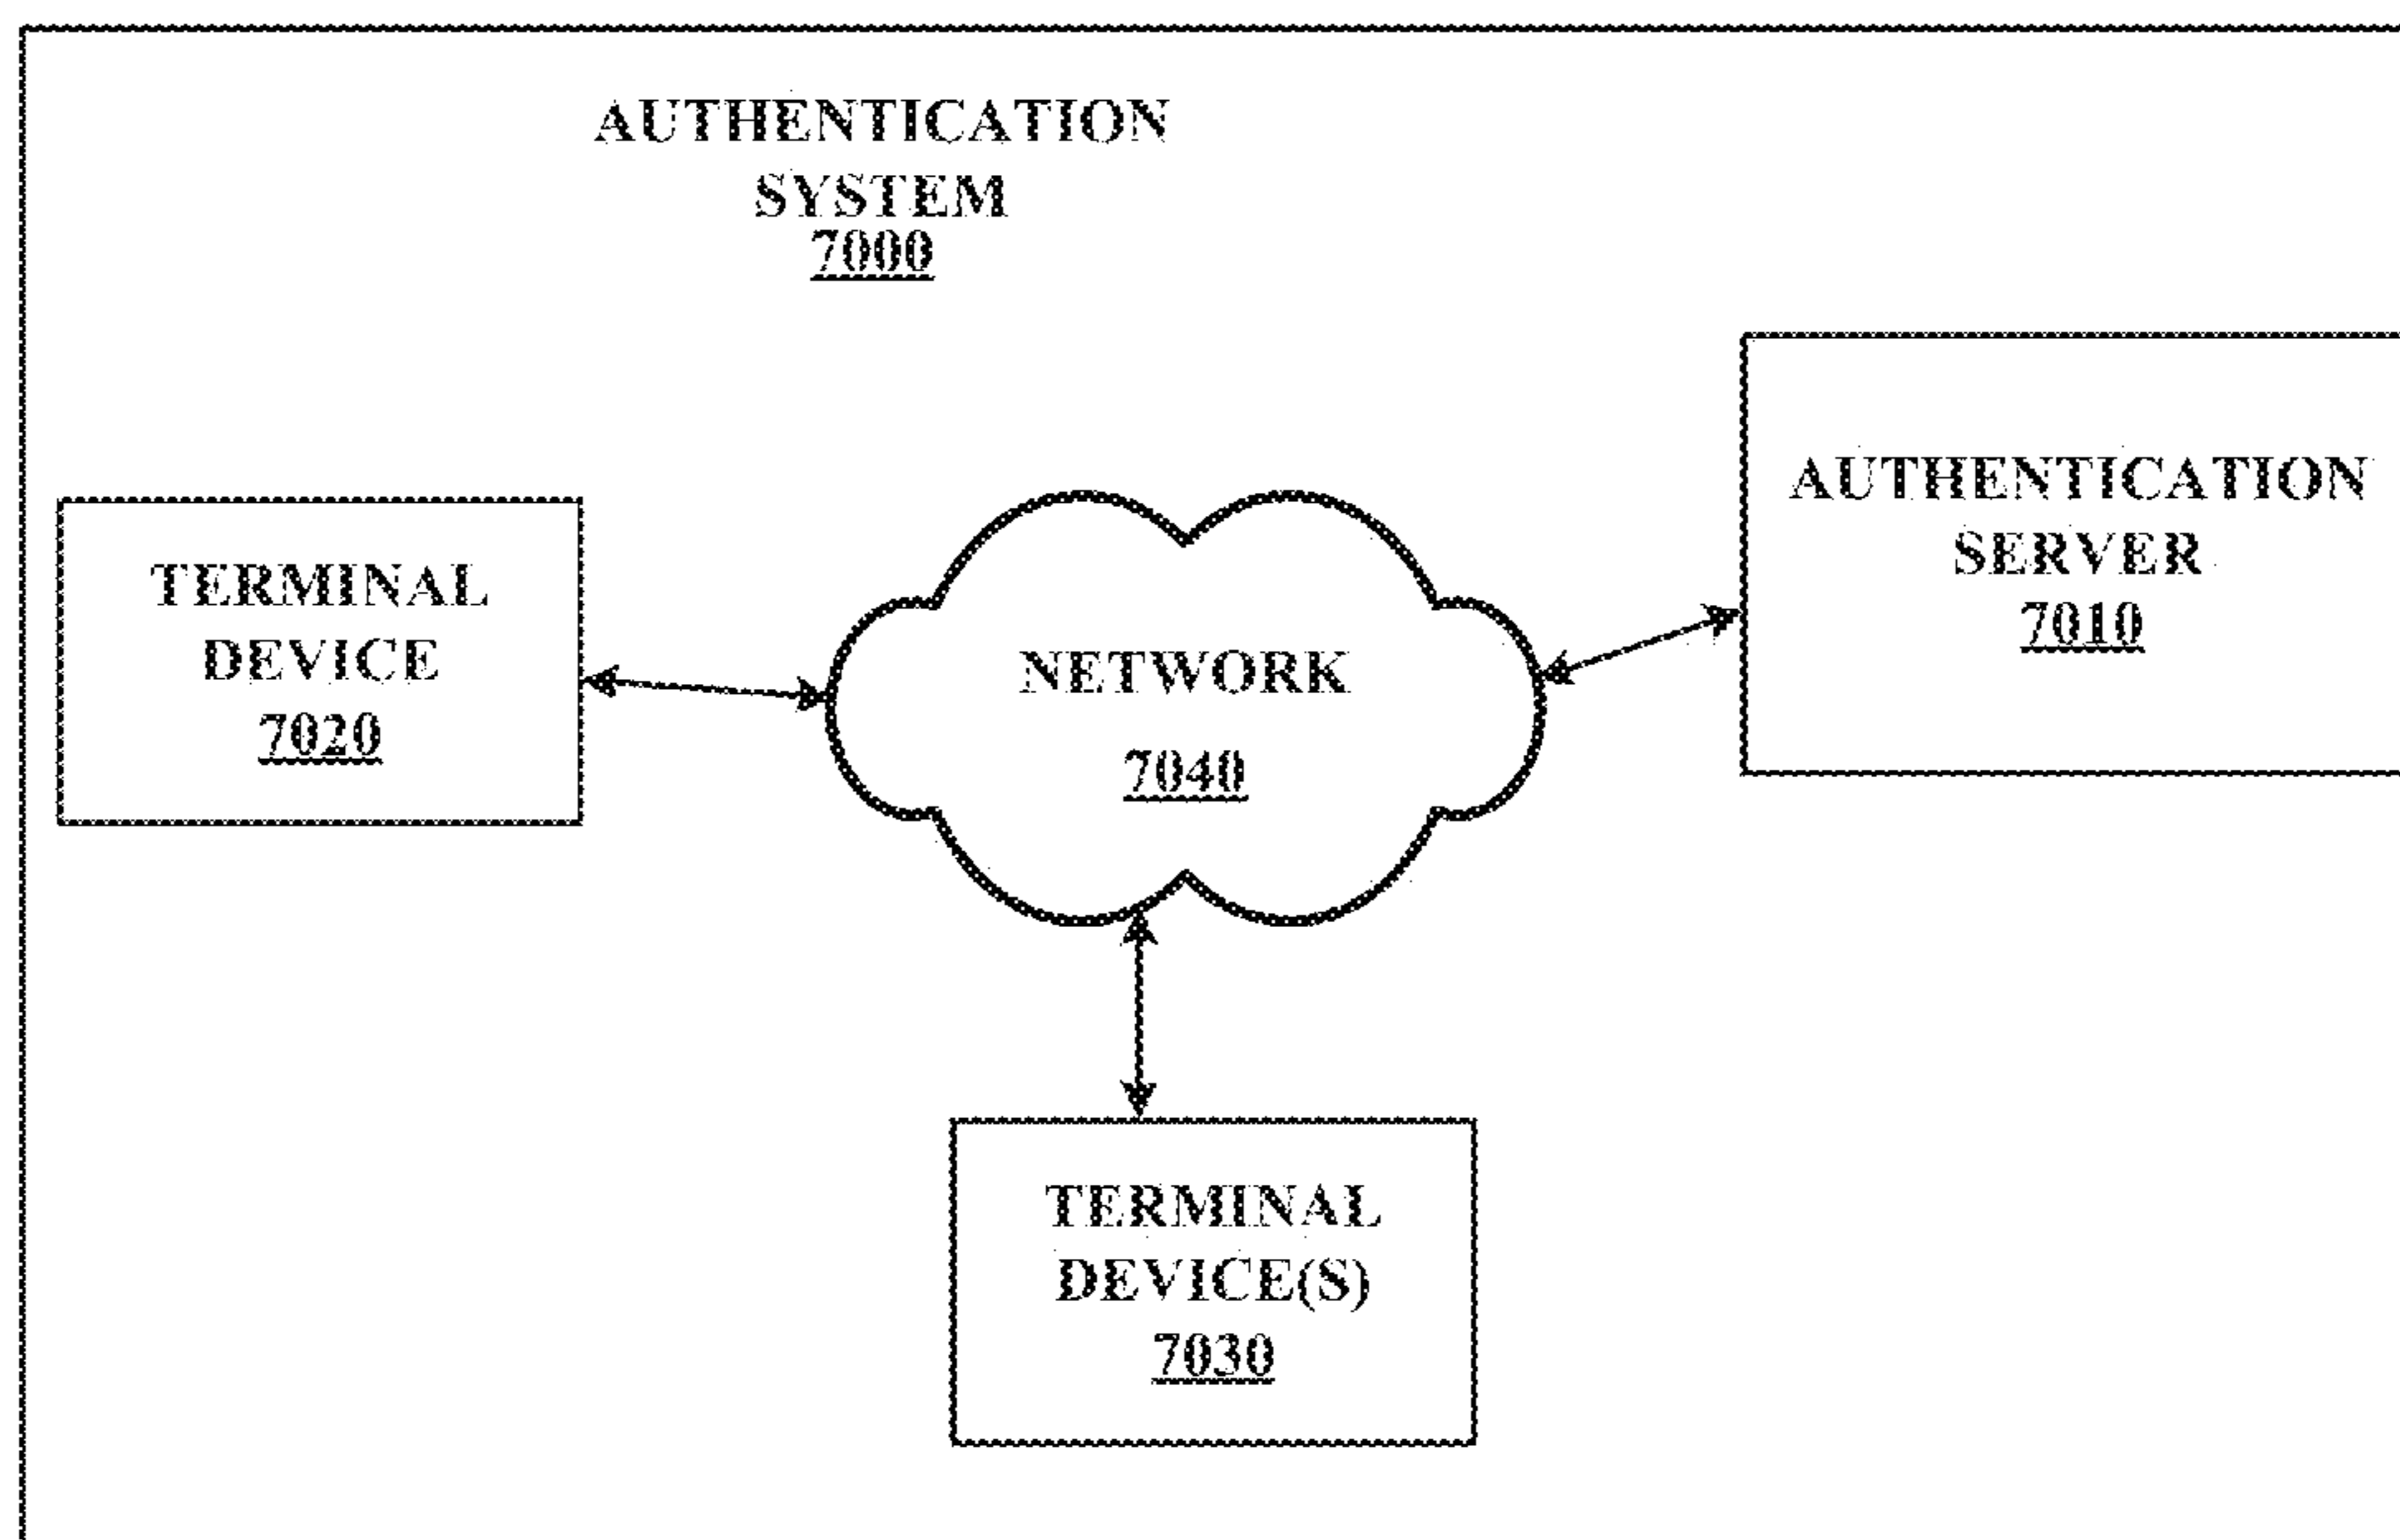 AUTHENTICATION
SYSTEM
7000
AUTHENTICATION
SERVER
7010
TERMINAL
DEVICE
7020
NETWORK
7040
TERMINAL
DEVICE(S)
7030